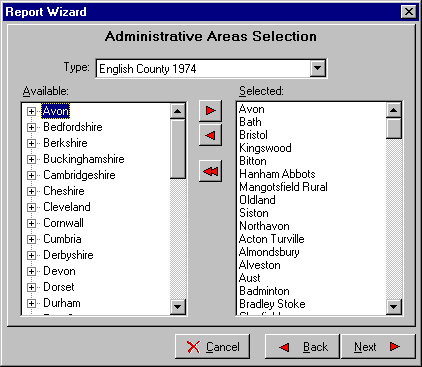 Report Wizard
Administrative Areas Selection
Type: English County 1974
Available:
Avon
Bedfordshire
Berkshire
Buckinghamshire
Cambridgeshire
Cheshire
Cleveland
Cornwall
Cumbria
Derbyshire
Devon
Dorset
Durham
Selected:
Avon
Bath
Bristol
Kingswood
Bitton
Hanham Abbots
Mangotsfield Rural
Oldland
Siston
Northavon
Acton Turville
Almondsbury
Alveston
Aust
Badminton
Bradley Stoke
Cancel Back Next